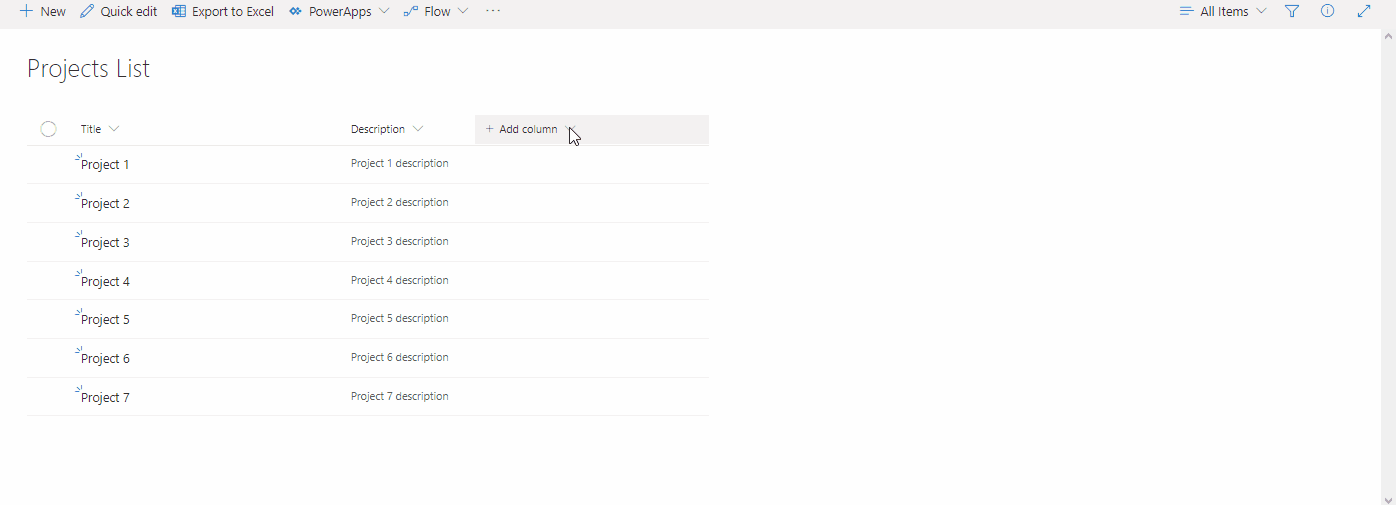 New Quick edit Export to Excel PowerApps Flow ... All Items
Projects List
Title Description + Add column
Project 1 Project 1 description
Project 2 Project 2 description
Project 3 Project 3 description
Project 4 Project 4 description
Project 5 Project 5 description
Project 6 Project 6 description
Project 7 Project 7 description